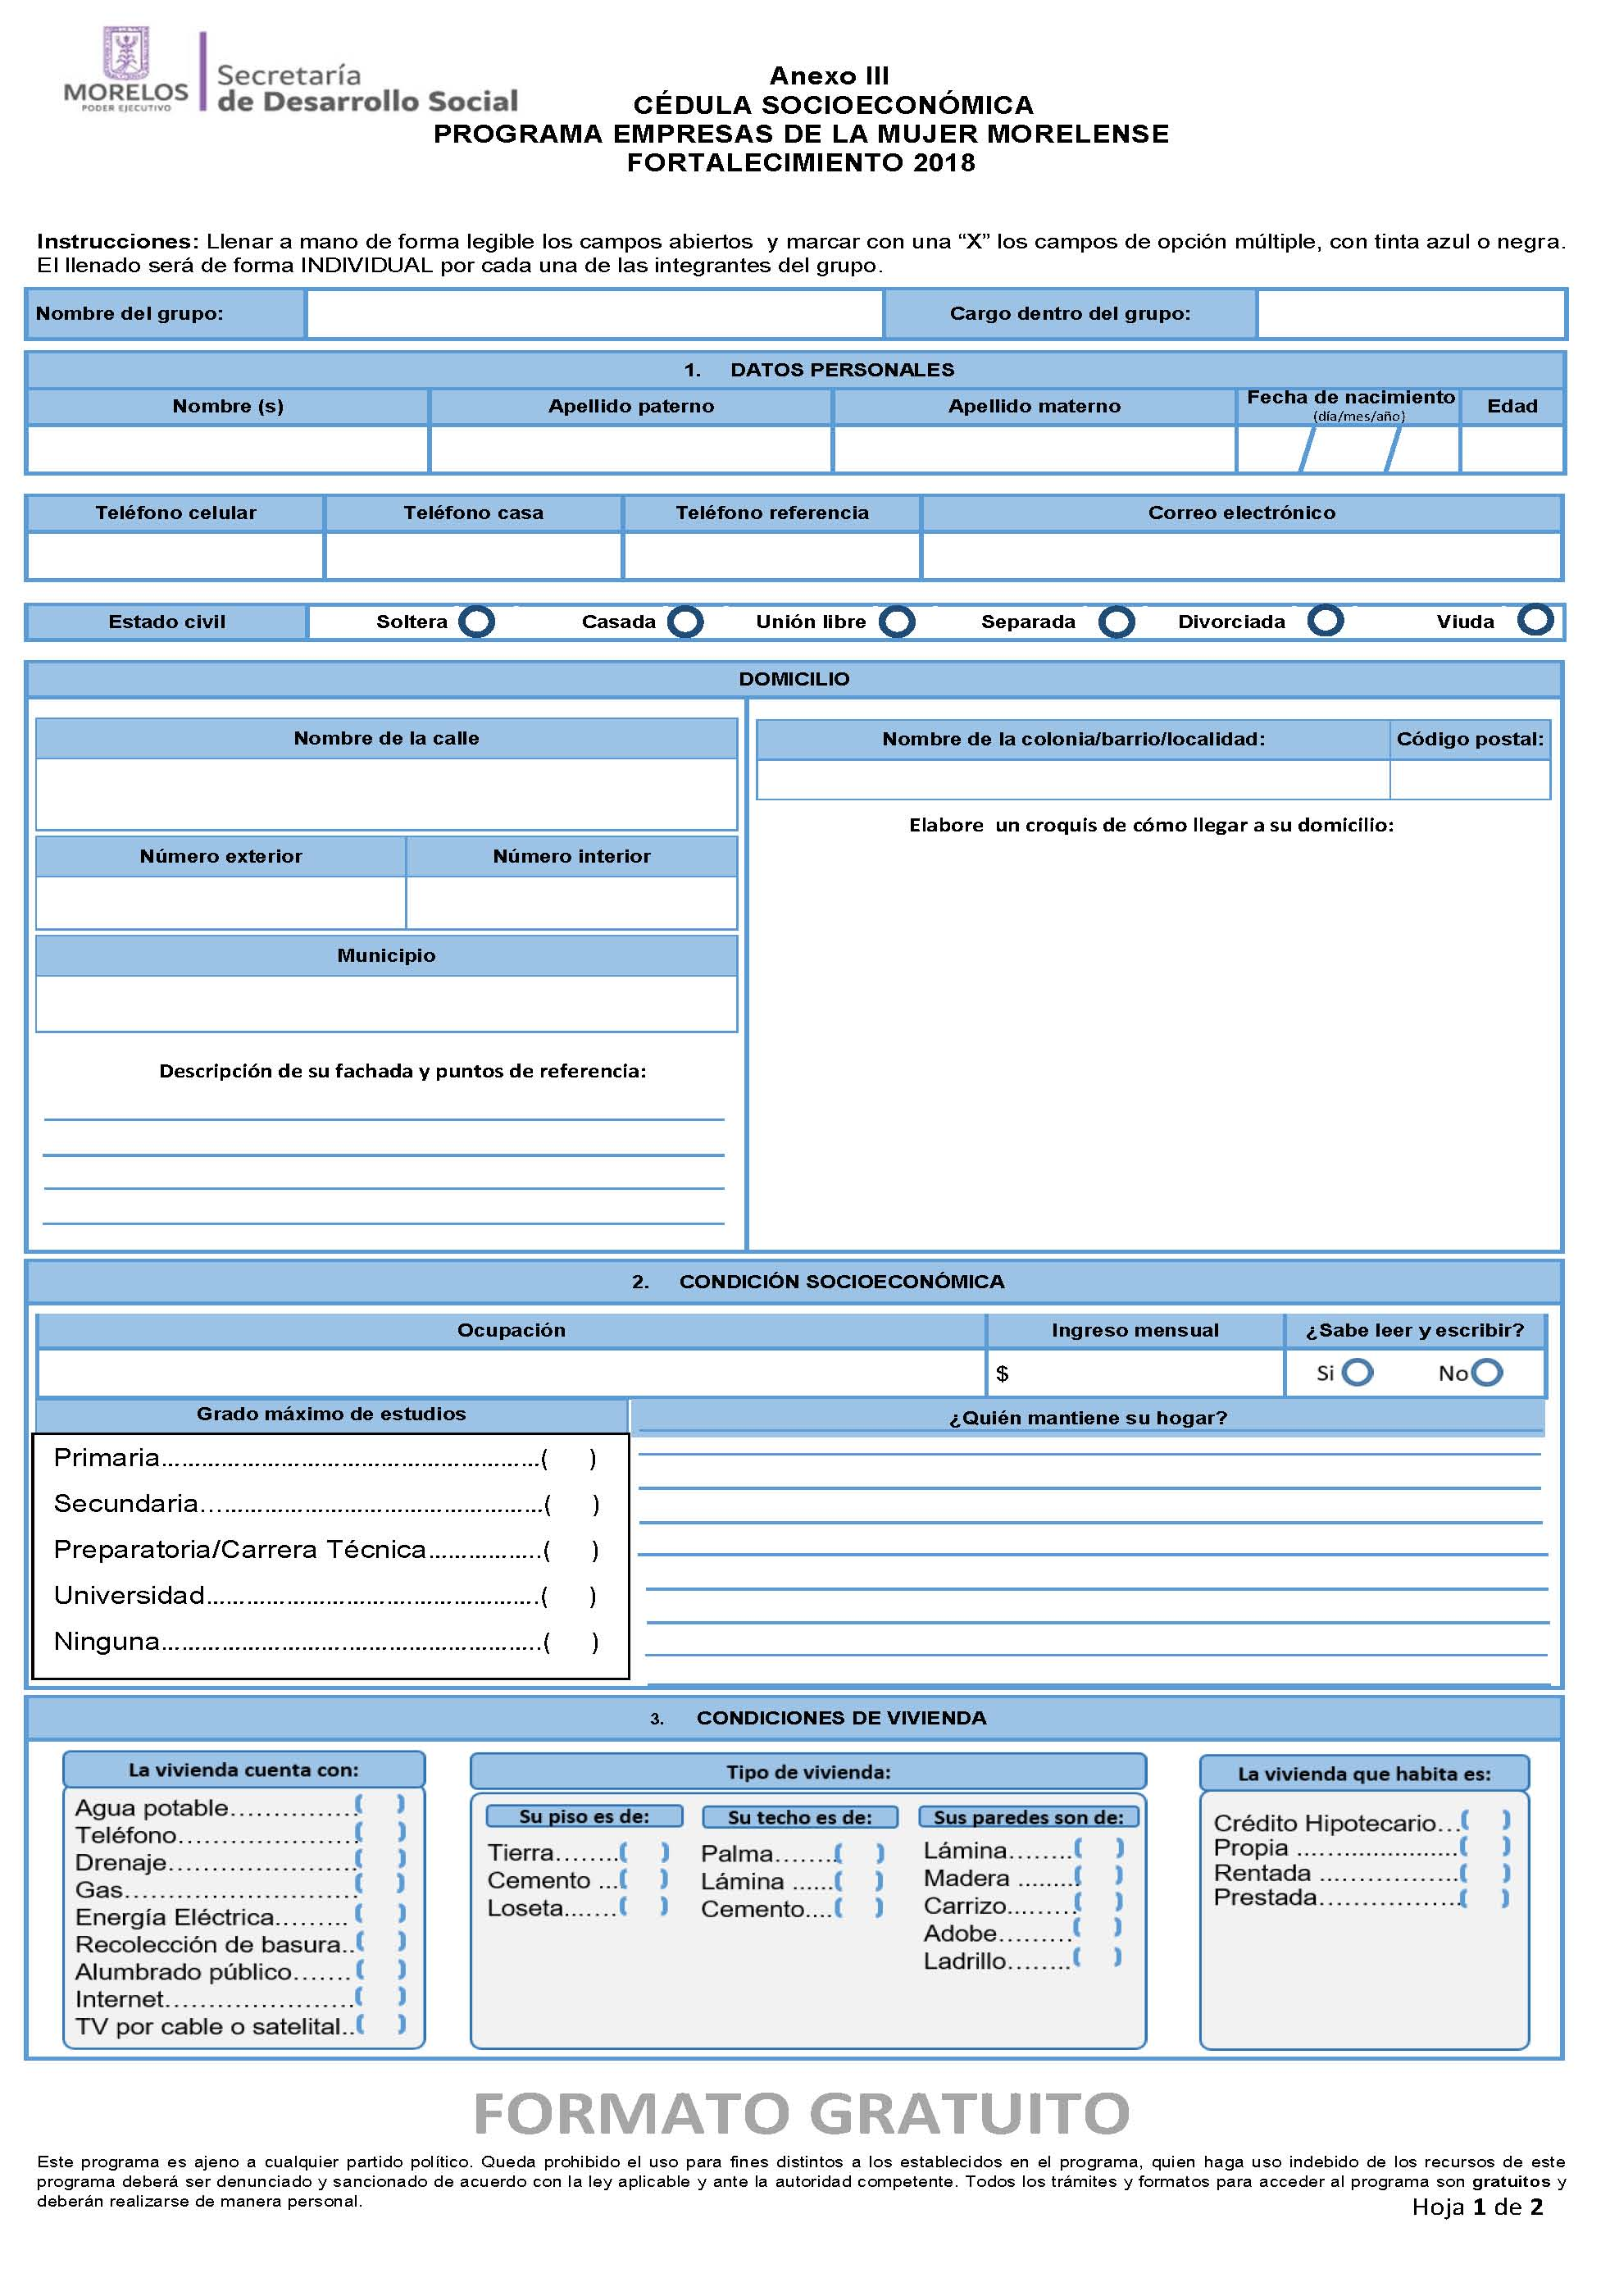 MORELOS
PODER EJECUTIVO
Secretaría
de Desarrollo Social
Anexo III
CÉDULA SOCIOECONÓMICA
PROGRAMA EMPRESAS DE LA MUJER MORELENSE
FORTALECIMIENTO 2018
Instrucciones: Llenar a mano de forma legible los campos abiertos y marcar con una “X” los campos de opción múltiple, con tinta azul o negra.
El llenado será de forma INDIVIDUAL por cada una de las integrantes del grupo.
Nombre del grupo: Cargo dentro del grupo:
1. DATOS PERSONALES
Nombre (s) Apellido paterno Apellido materno Fecha de nacimiento Edad
(día/mes/año)
Teléfono celular Teléfono casa Teléfono referencia Correo electrónico
Estado civil Soltera Casada Unión libre Separada Divorciada Viuda
DOMICILIO
Nombre de la calle
Número exterior Número interior
Municipio
Descripción de su fachada y puntos de referencia:
Nombre de la colonia/barrio/localidad: Código postal:
Elabore un croquis de cómo llegar a su domicilio:
2. CONDICIÓN SOCIOECONÓMICA
Ocupación Ingreso mensual ¿Sabe leer y escribir?
$ Si No
Grado máximo de estudios ¿Quién mantiene su hogar?
Primaria……………………………………………….…( )
Secundaria…………………………………………..…( )
Preparatoria/Carrera Técnica……………..( )
Universidad………………………………………….( )
Ninguna………………………………………………..( )
3. CONDICIONES DE VIVIENDA
La vivienda cuenta con:
Agua potable……………( )
Teléfono………………….( )
Drenaje……………………( )
Gas…………………………( )
Energía Eléctrica……… ( )
Recolección de basura..( )
Alumbrado público……. ( )
Internet……………………( )
TV por cable o satelital..( )
Tipo de vivienda:
Su piso es de:
Tierra……..( )
Cemento …( )
Loseta…….( )
Su techo es de:
Palma…….( )
Lámina ……( )
Cemento….( )
Sus paredes son de:
Lámina……..( )
Madera ………( )
Carrizo………( )
Adobe………( )
Ladrillo……..( )
La vivienda que habita es:
Crédito Hipotecario…( )
Propia ……………………( )
Rentada ………………..( )
Prestada………………( )
FORMATO GRATUITO
Este programa es ajeno a cualquier partido político. Queda prohibido el uso para fines distintos a los establecidos en el programa, quien haga uso indebido de los recursos de este
programa deberá ser denunciado y sancionado de acuerdo con la ley aplicable y ante la autoridad competente. Todos los trámites y formatos para acceder al programa son gratuitos y
deberán realizarse de manera personal.
Hoja 1 de 2